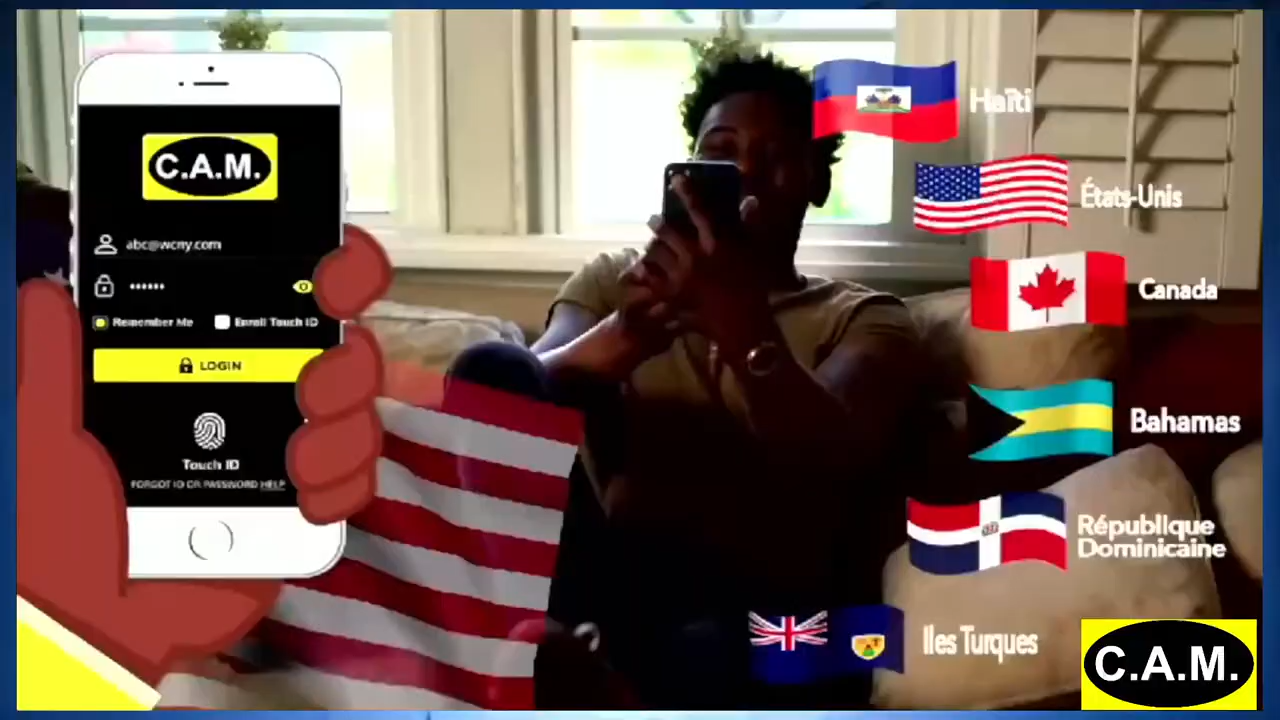 C.A.M.
abc@wcny.com
••••••
Remember Me
Enroll Touch ID
LOGIN
Touch ID
FORGOT ID OR PASSWORD HELP
Haïti
États-Unis
Canada
Bahamas
République
Dominicaine
Iles Turques
C.A.M.